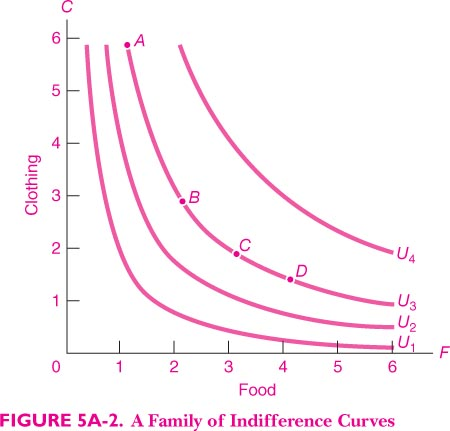 C
6
A
5
4
Clothing
3
B
2
C
D
U4
1
U3
U2
U1
0
1
2
3
4
5
6
F
Food
FIGURE 5A-2. A Family of Indifference Curves